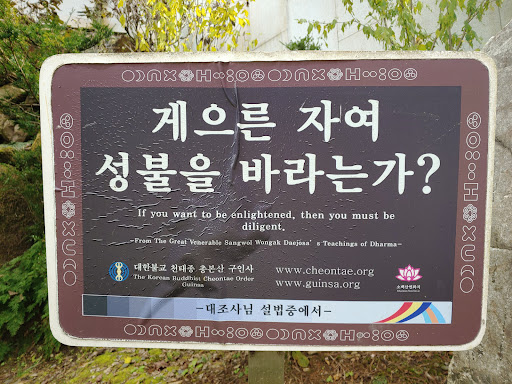 게으른 자여
성불을 바라는가?
If you want to be enlightened, then you must be
diligent.
-From The Great Venerable Sangwol Wongak Daejosa's Teachings of Dharma-
대한불교 천태종 총본산 구인사
The Korean Buddhist Cheontae Order
Guinsa
www.cheontae.org
www.guinsa.org
-대조사님 설법중에서-